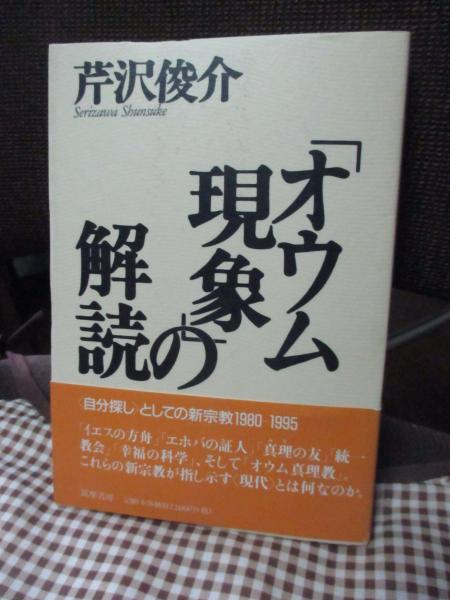 芹沢俊介
Serizawa Shunsuke
「オウム
現象」の
解読
〈自分探し〉としての新宗教1980-1995
「イエスの方舟」「エホバの証人」「真理の友」「統一
教会」「幸福の科学」、そして「オウム真理教」。
これらの新宗教が指し示す〈現代〉とは何なのか。
筑摩書房